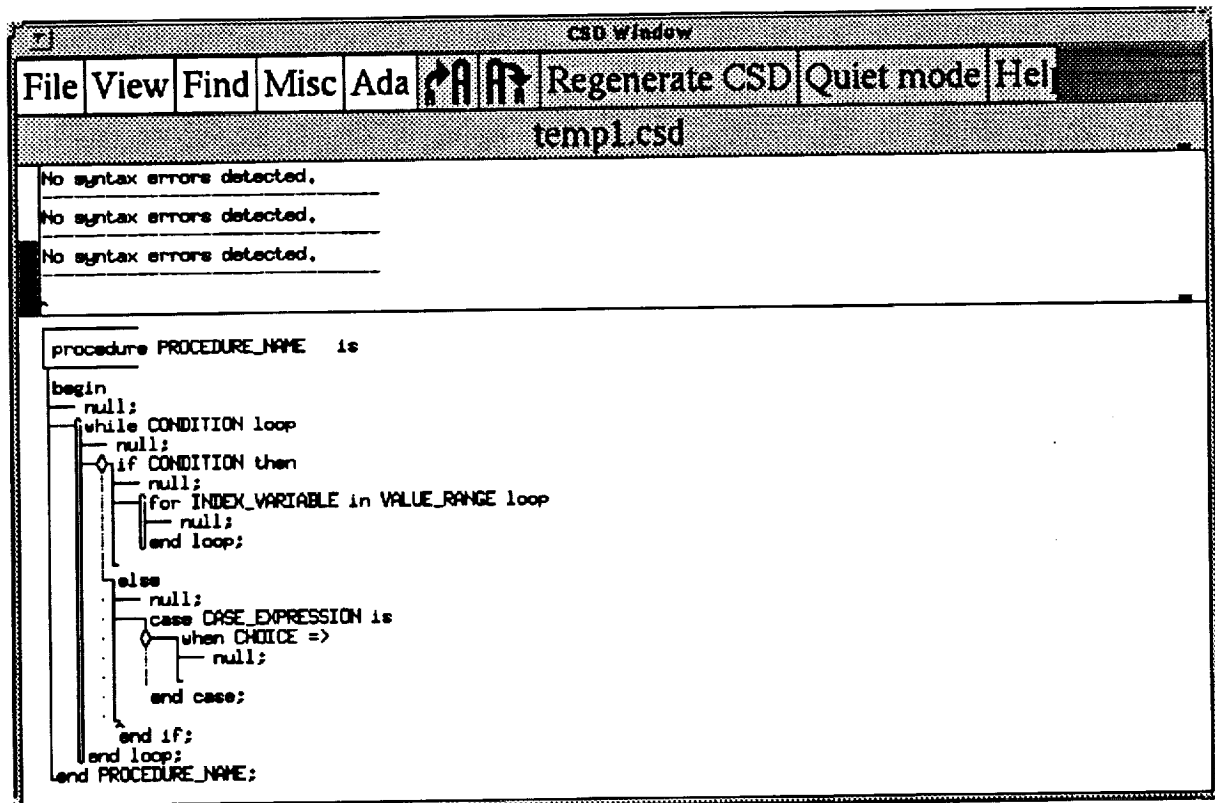 CSD Window
File View Find Misc Ada A A Regenerate CSD Quiet mode Hel
temp1.csd
No syntax errors detected.
No syntax errors detected.
No syntax errors detected.
procedure PROCEDURE_NAME is
begin
null;
while CONDITION loop
null;
if CONDITION then
null;
for INDEX_VARIABLE in VALUE_RANGE loop
null;
end loop;
else
null;
case CASE_EXPRESSION is
when CHOICE =>
null;
end case;
end if;
end loop;
end PROCEDURE_NAME;